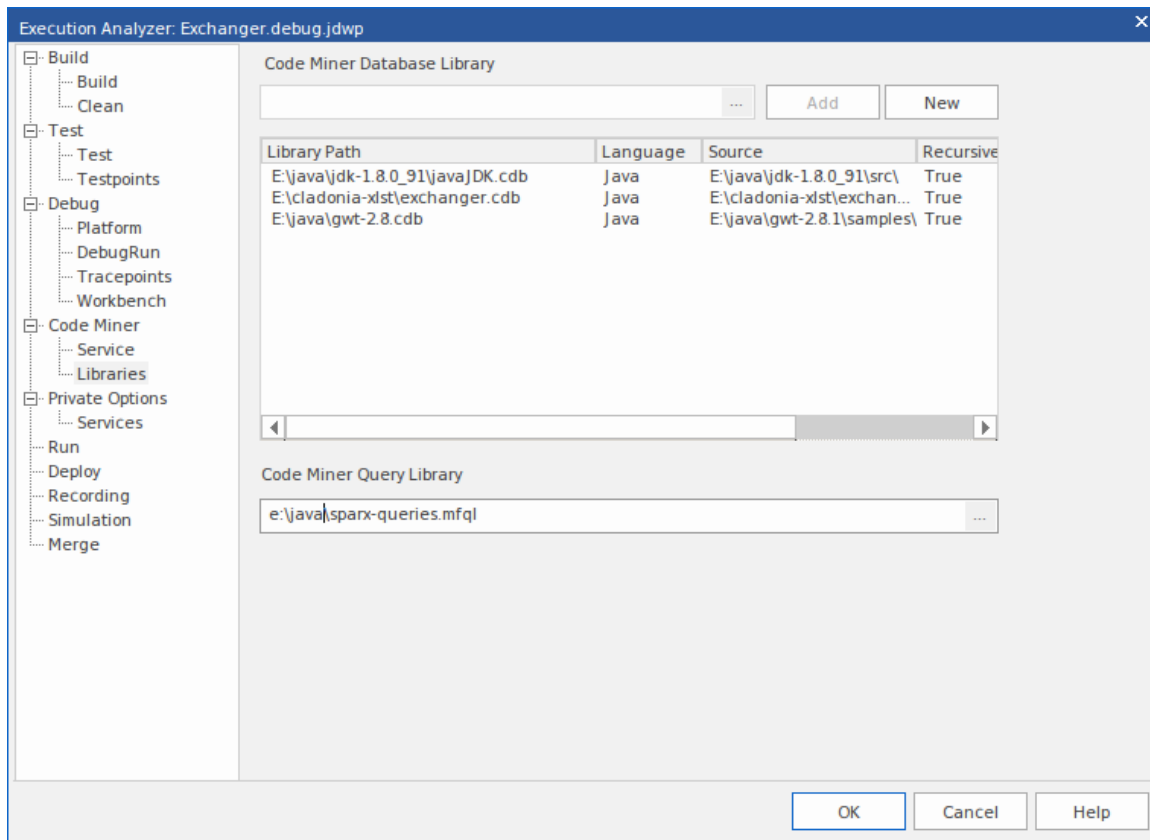 Execution Analyzer: Exchanger.debug.jdwp
Build
Build
Clean
Test
Test
Testpoints
Debug
Platform
DebugRun
Tracepoints
Workbench
Code Miner
Service
Libraries
Private Options
Services
Run
Deploy
Recording
Simulation
Merge
Code Miner Database Library
... Add New
Library Path Language Source Recursive
E:\java\jdk-1.8.0_91\javaJDK.cdb Java E:\java\jdk-1.8.0_91\src\ True
E:\cladonia-xlst\exchanger.cdb Java E:\cladonia-xlst\exchan... True
E:\java\gwt-2.8.cdb Java E:\java\gwt-2.8.1\samples\ True
Code Miner Query Library
e:\java\sparx-queries.mfql ...
OK Cancel Help